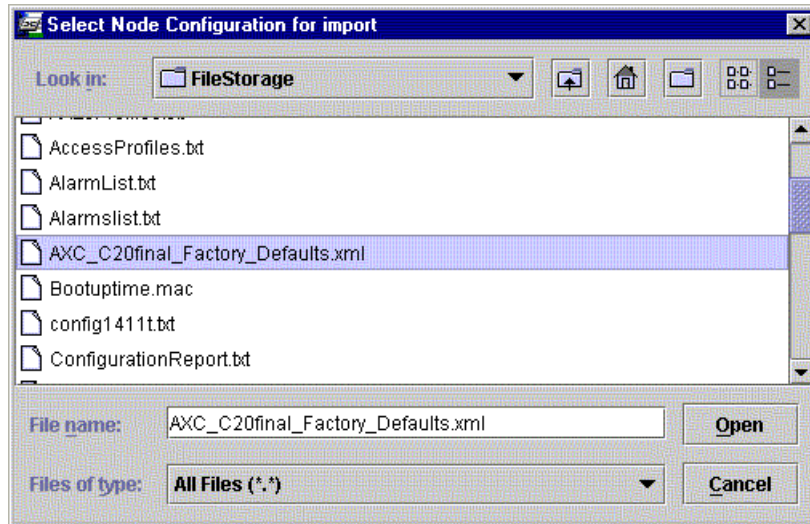 Select Node Configuration for import
Look in: FileStorage
AccessProfiles.txt
AlarmList.txt
Alarmslist.txt
AXC_C20final_Factory_Defaults.xml
Bootuptime.mac
config1411t.txt
ConfigurationReport.txt
File name: AXC_C20final_Factory_Defaults.xml Open
Files of type: All Files (*.*) Cancel